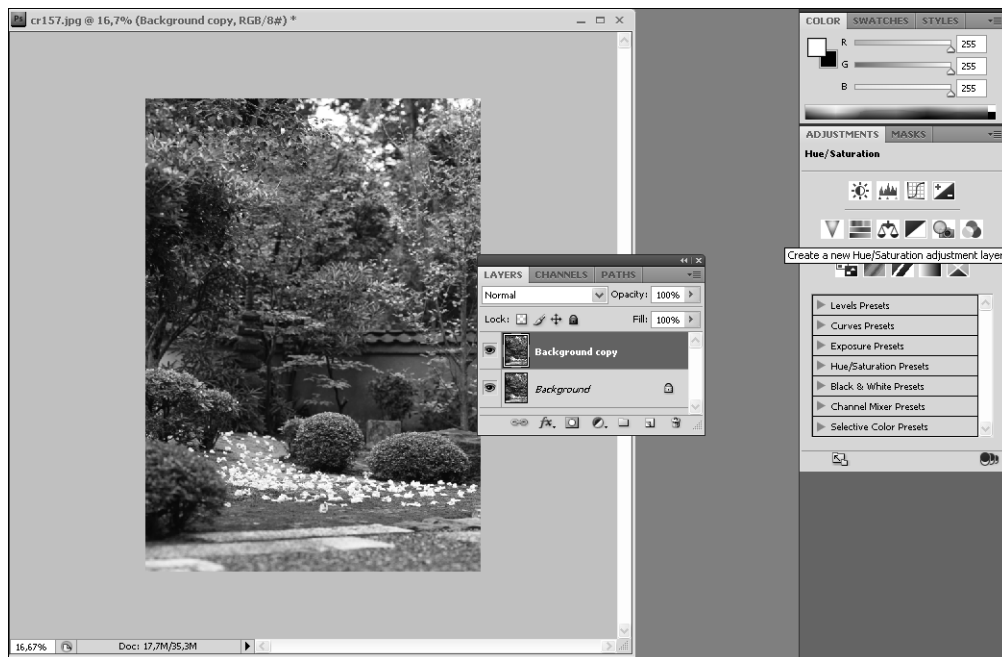 cr157.jpg @ 16,7% (Background copy, RGB/8#) *
COLOR SWATCHES STYLES
R 255
G 255
B 255
ADJUSTMENTS MASKS
Hue/Saturation
Create a new Hue/Saturation adjustment layer
Levels Presets
Curves Presets
Exposure Presets
Hue/Saturation Presets
Black & White Presets
Channel Mixer Presets
Selective Color Presets
LAYERS CHANNELS PATHS
Normal Opacity: 100%
Lock: Fill: 100%
Background copy
Background
fx.
16,67% Doc: 17,7M/35,3M